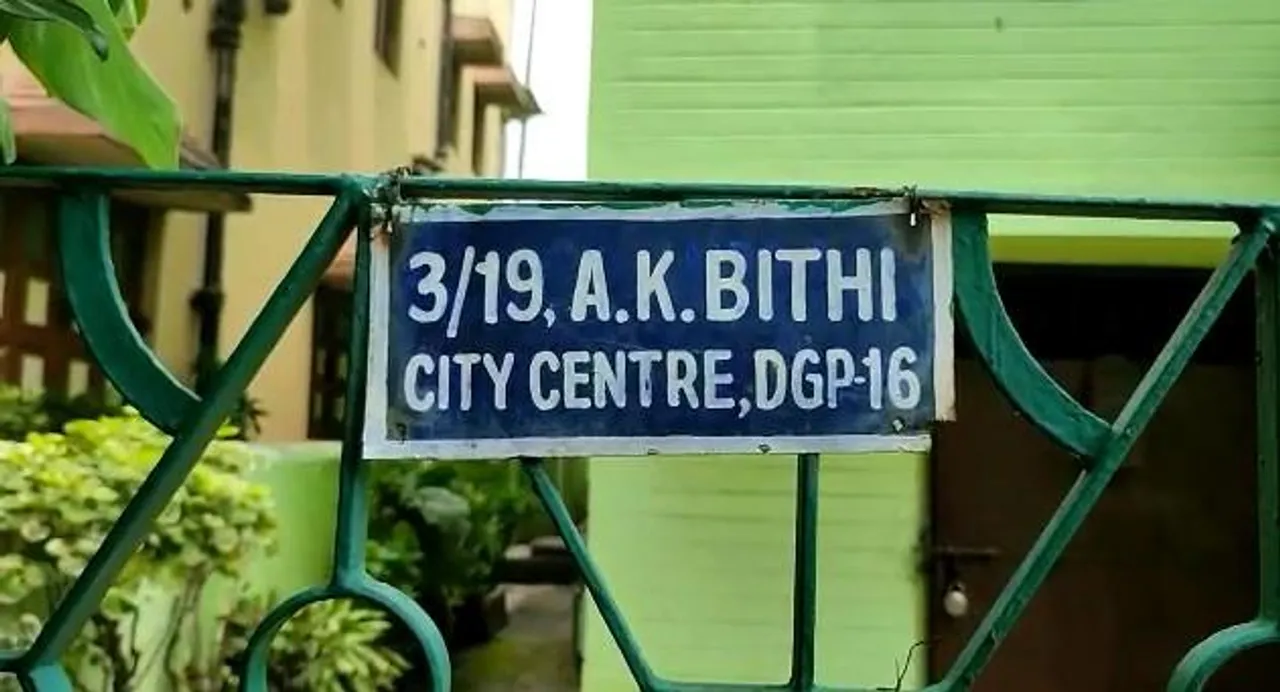 3/19, A.K.BITHI
CITY CENTRE,DGP-16